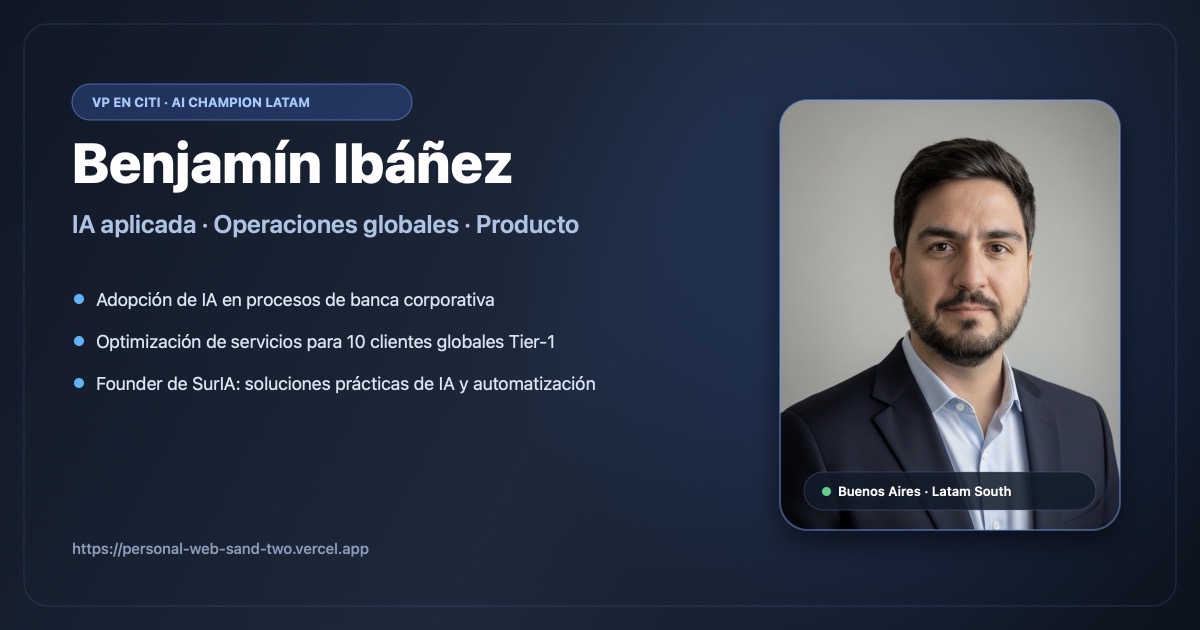 VP EN CITI · AI CHAMPION LATAM
Benjamín Ibáñez
IA aplicada · Operaciones globales · Producto
Adopción de IA en procesos de banca corporativa
Optimización de servicios para 10 clientes globales Tier-1
Founder de SurIA: soluciones prácticas de IA y automatización
Buenos Aires · Latam South
https://personal-web-sand-two.vercel.app